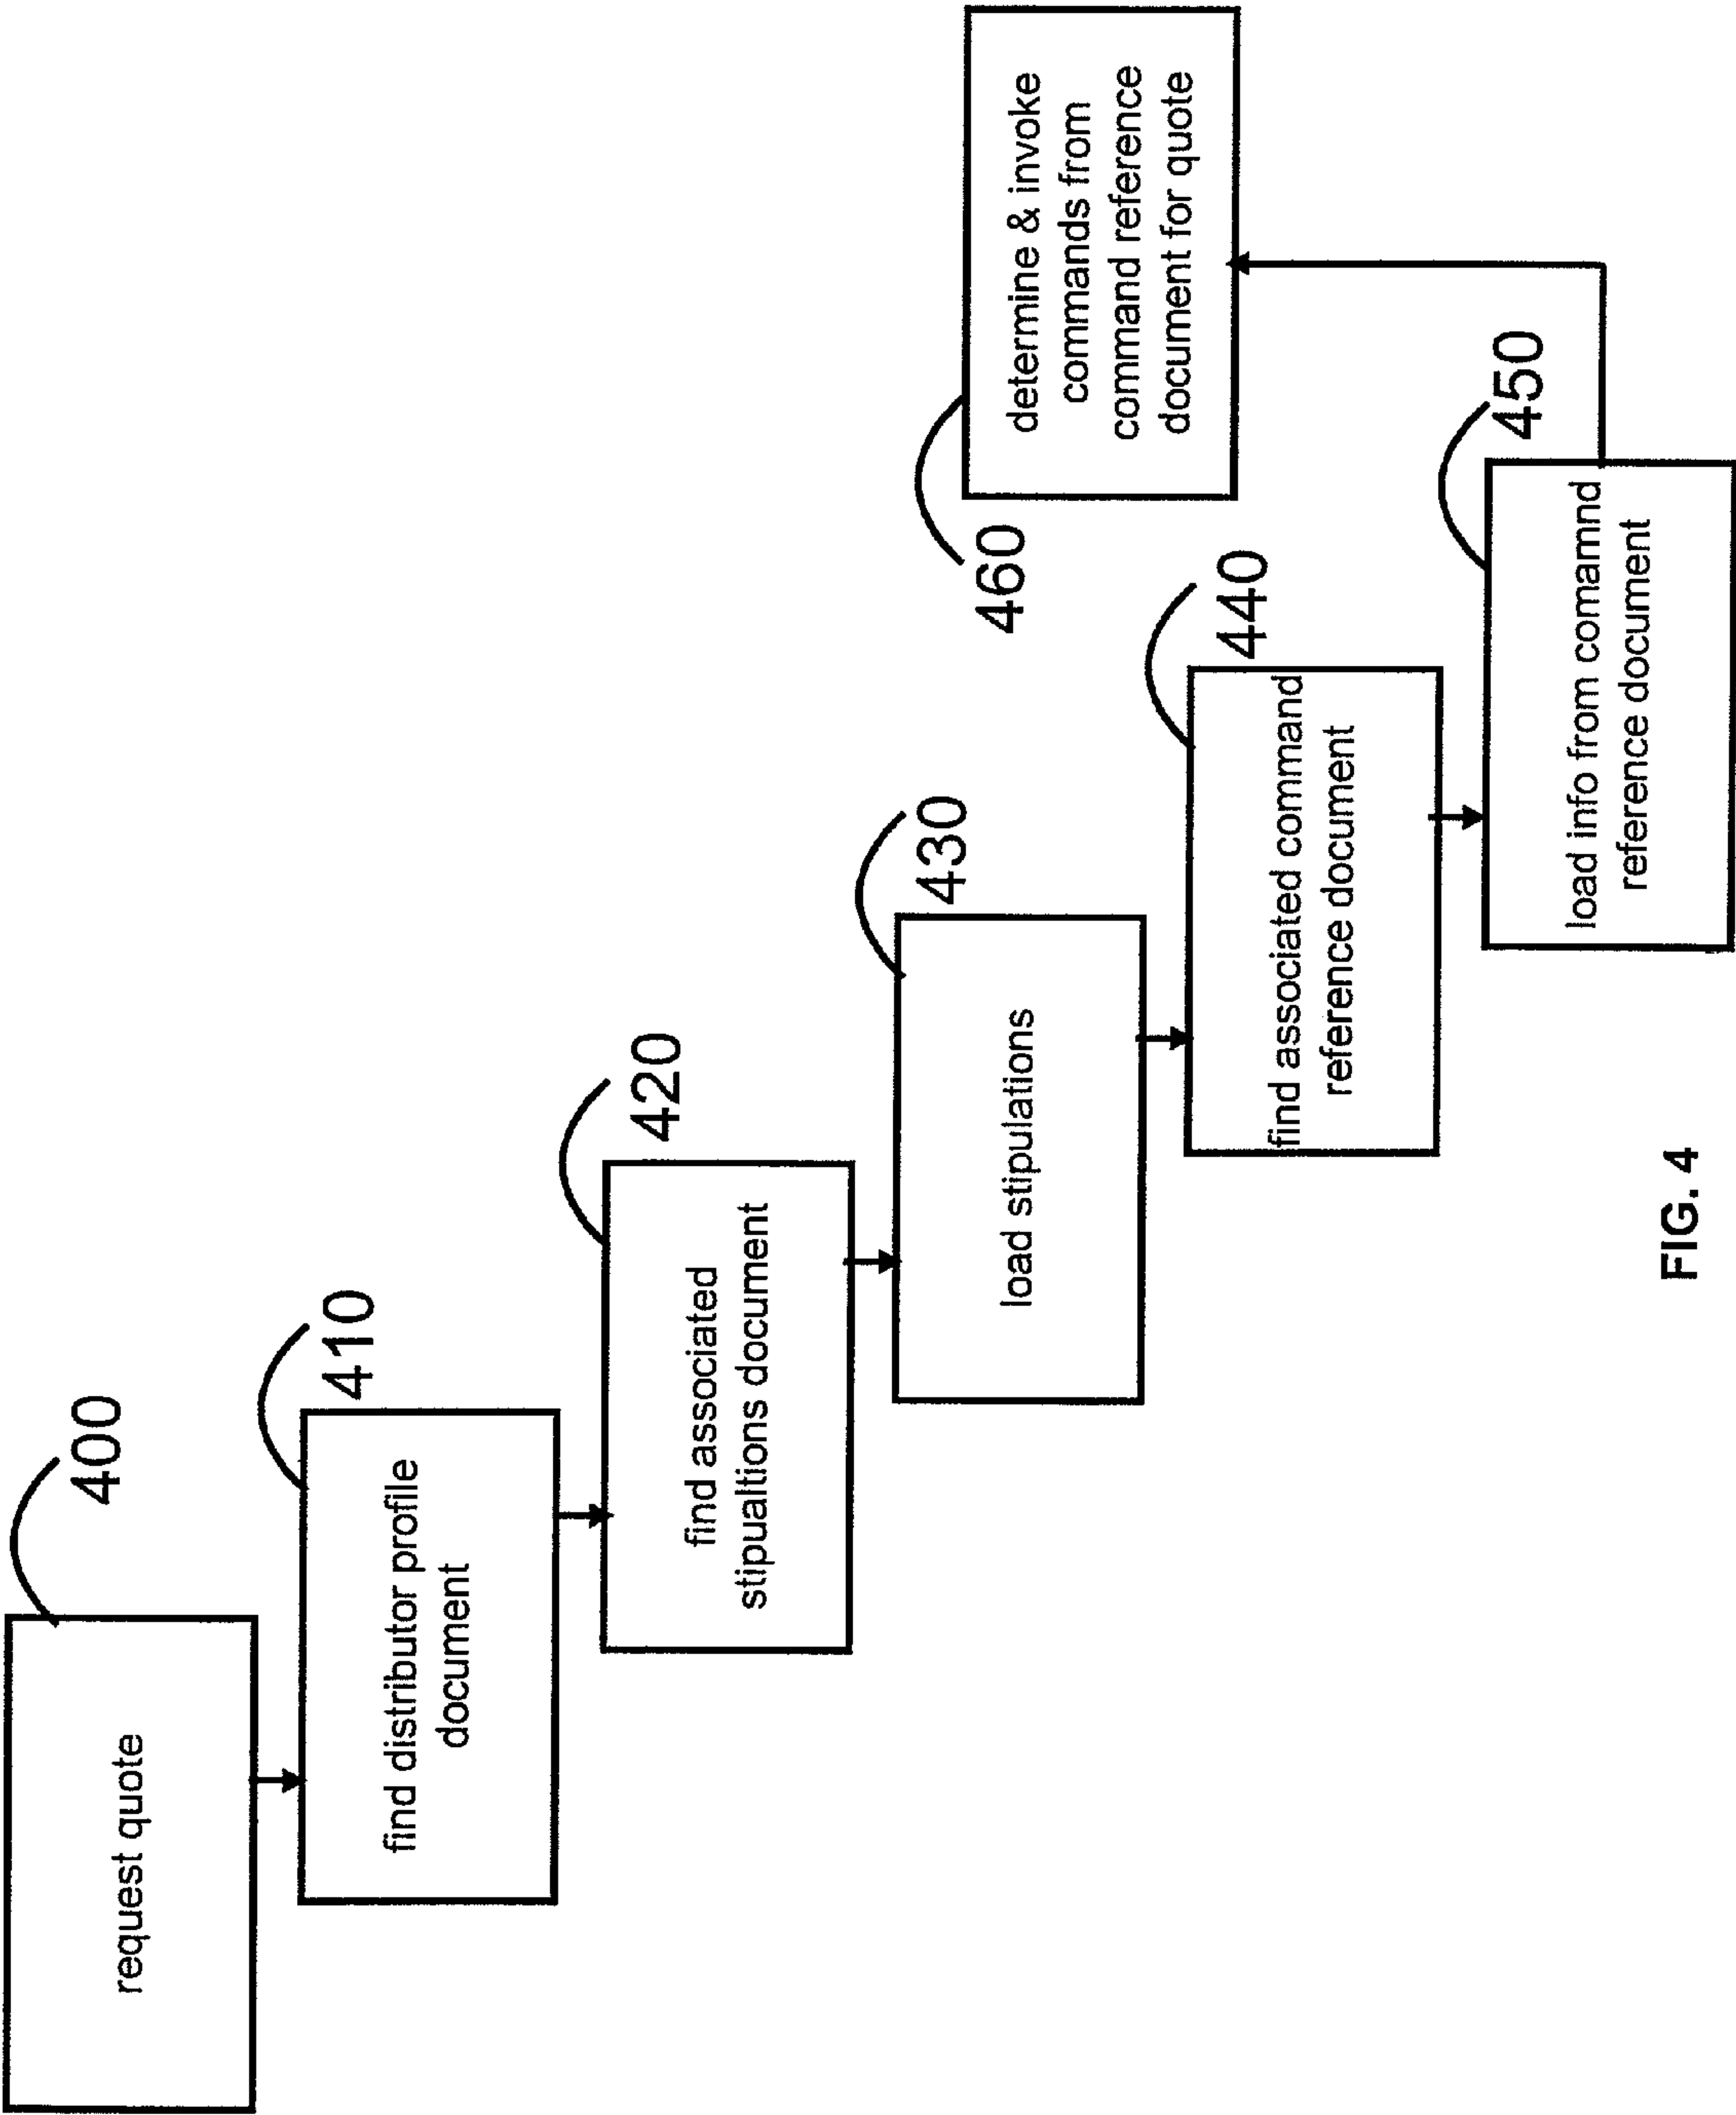 400
request quote
410
find distributor profile
document
420
find associated
stipualtions document
430
load stipulations
440
find associated command
reference document
450
load info from comamnd
reference document
460
determine & invoke
commands from
command reference
document for quote
FIG. 4